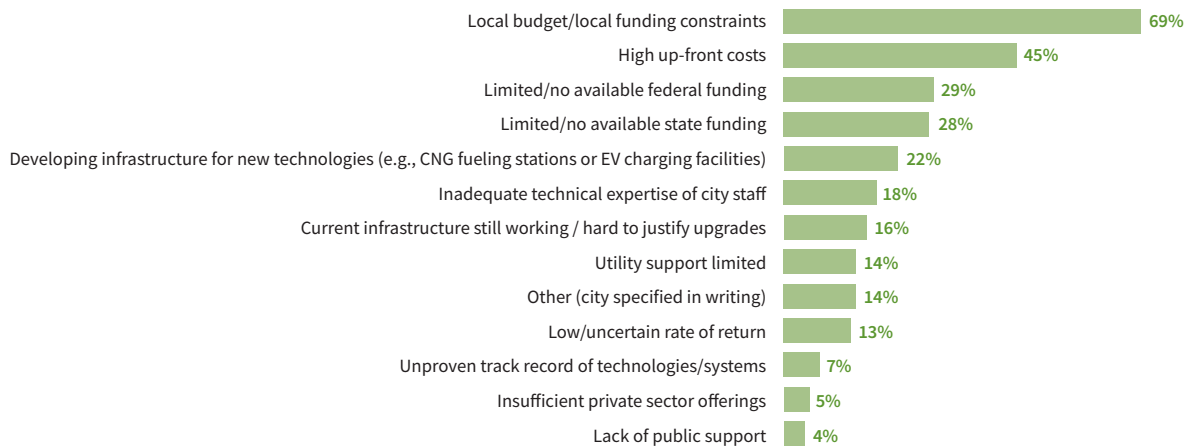 Local budget/local funding constraints 69%
High up-front costs 45%
Limited/no available federal funding 29%
Limited/no available state funding 28%
Developing infrastructure for new technologies (e.g., CNG fueling stations or EV charging facilities) 22%
Inadequate technical expertise of city staff 18%
Current infrastructure still working / hard to justify upgrades 16%
Utility support limited 14%
Other (city specified in writing) 14%
Low/uncertain rate of return 13%
Unproven track record of technologies/systems 7%
Insufficient private sector offerings 5%
Lack of public support 4%